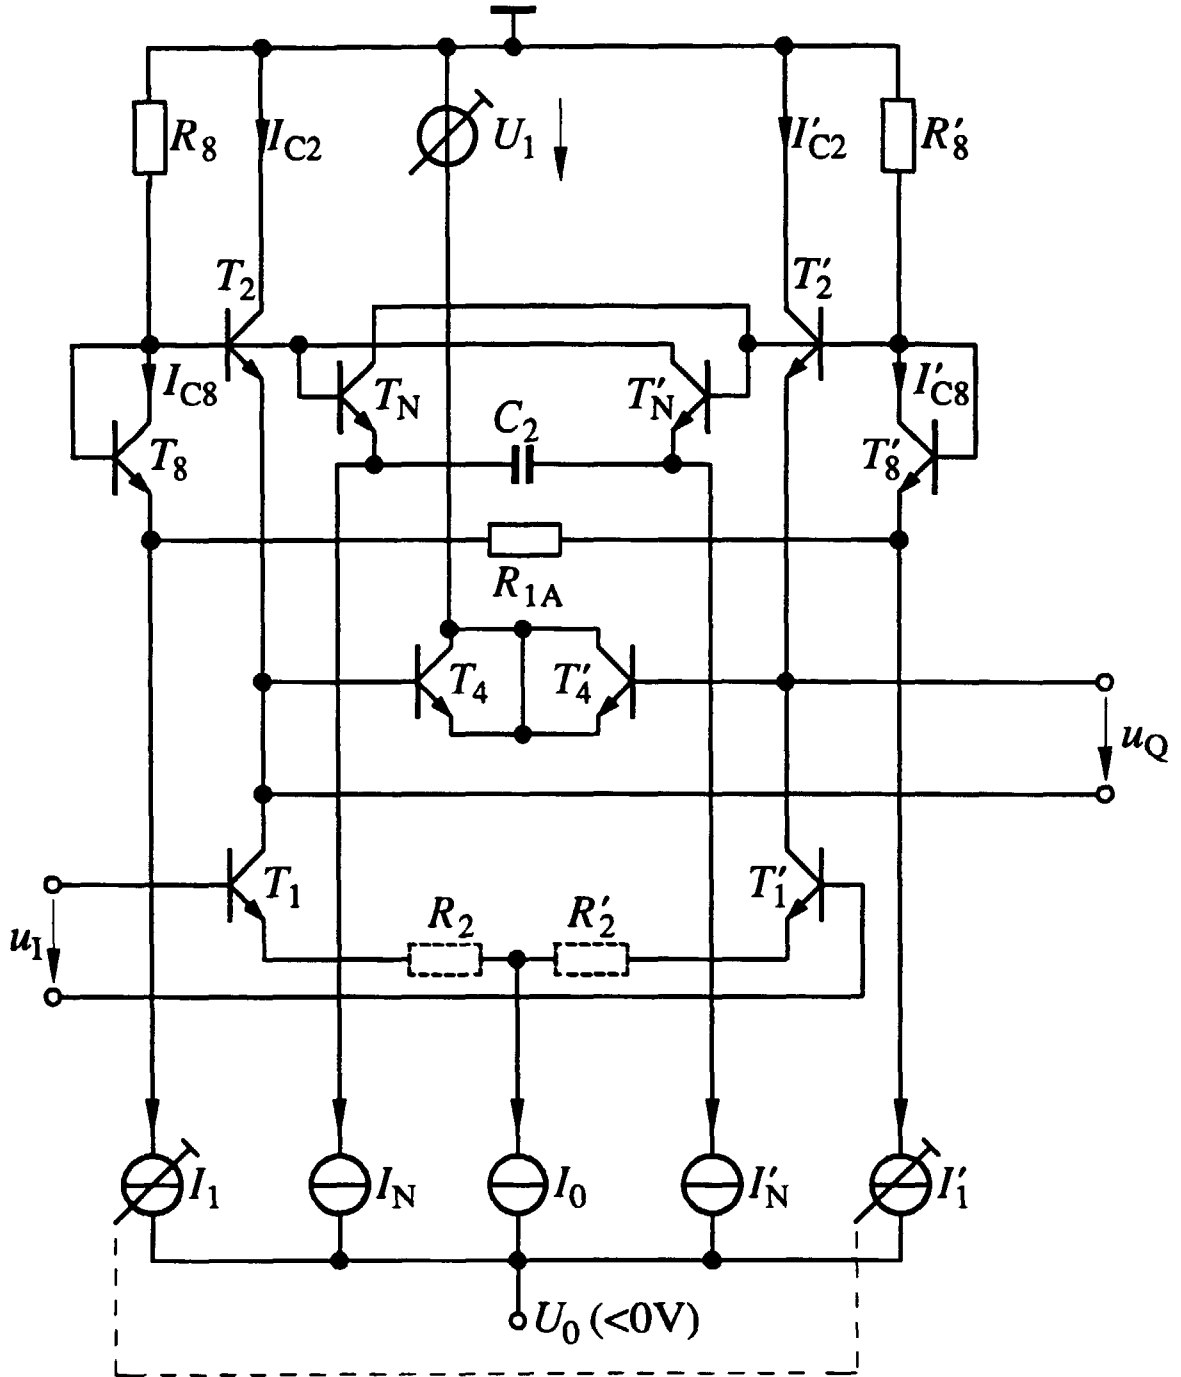 R8 IC2 U1 I′C2 R′8
T2 T′2
IC8 TN T′N I′C8
C2
T8 T′8
R1A
T4 T′4
uQ
T1 T′1
R2 R′2
uI
I1 IN I0 I′N I′1
U0 (<0V)